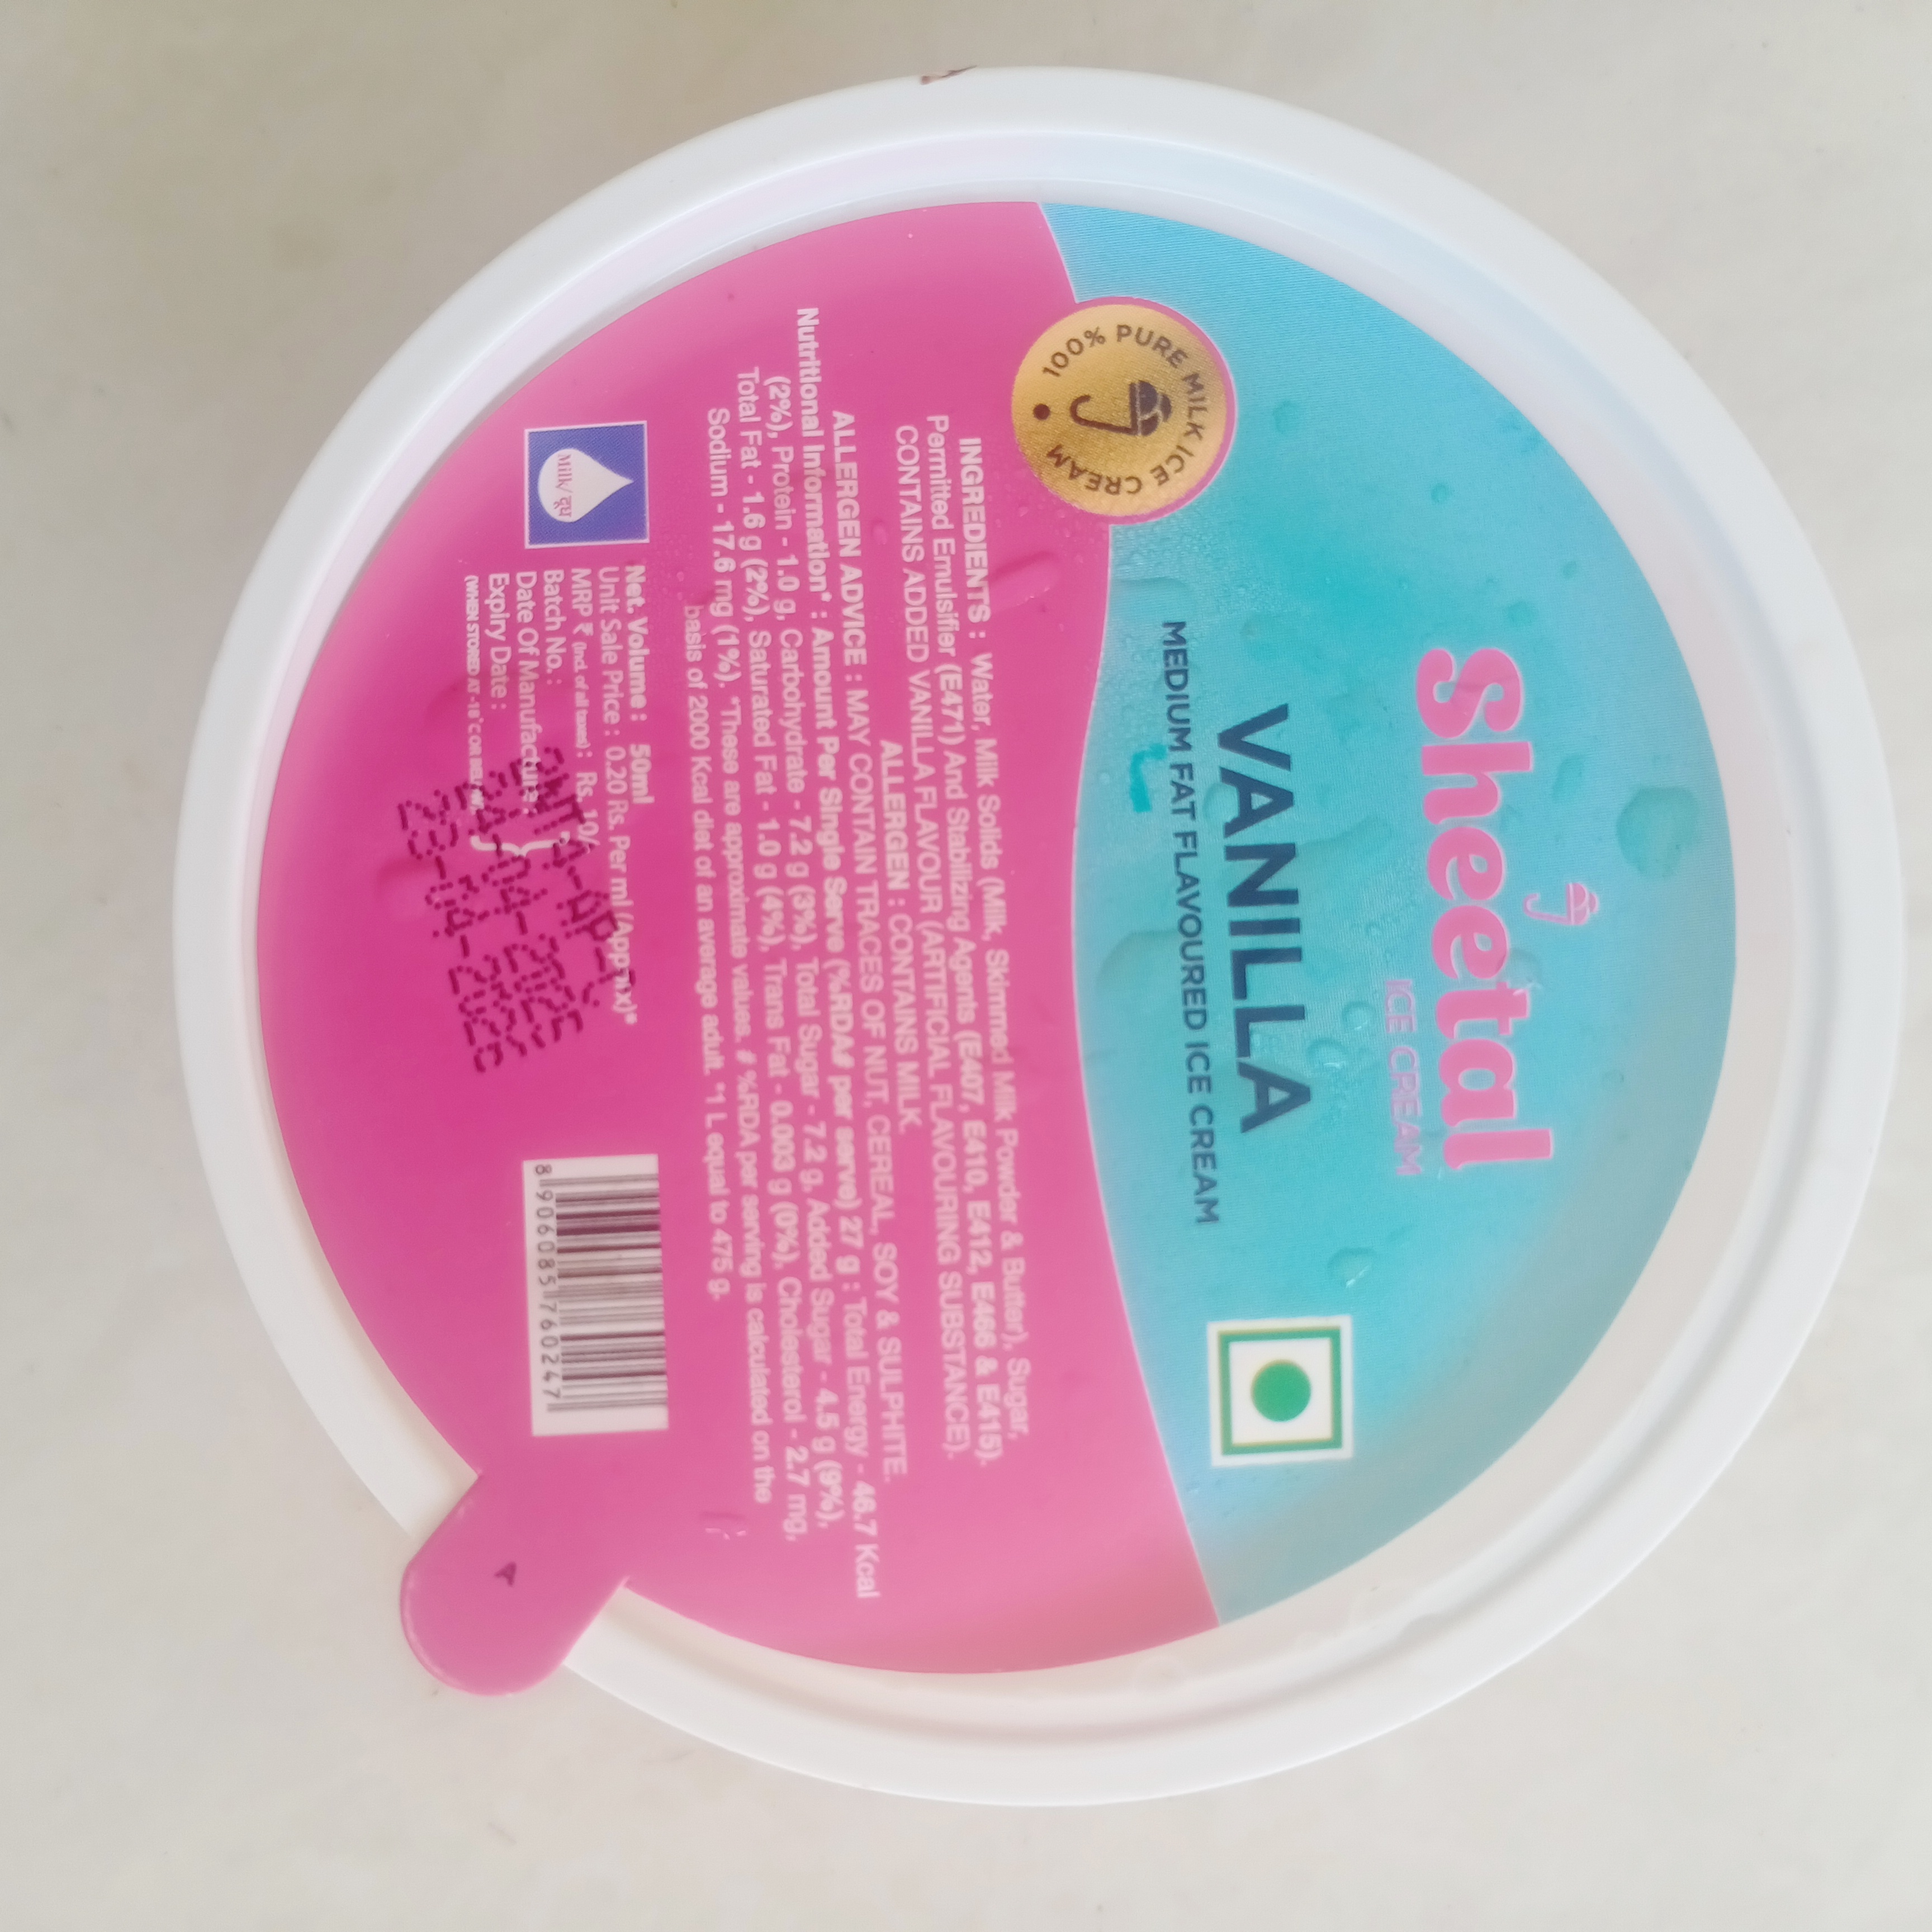 Sheetal
ICE CREAM
VANILLA
MEDIUM FAT FLAVOURED ICE CREAM
100% PURE MILK ICE CREAM
INGREDIENTS : Water, Milk Solids (Milk, Skimmed Milk Powder & Butter), Sugar,
Permitted Emulsifier (E471) And Stabilizing Agents (E407, E410, E412, E466 & E415).
CONTAINS ADDED VANILLA FLAVOUR (ARTIFICIAL FLAVOURING SUBSTANCE).
ALLERGEN : CONTAINS MILK.
ALLERGEN ADVICE : MAY CONTAIN TRACES OF NUT, CEREAL, SOY & SULPHITE.
Nutritional Information* : Amount Per Single Serve (%RDA# per serve) 27 g : Total Energy - 46.7 Kcal
(2%), Protein - 1.0 g, Carbohydrate - 7.2 g (3%), Total Sugar - 7.2 g, Added Sugar - 4.5 g (9%),
Total Fat - 1.6 g (2%), Saturated Fat - 1.0 g (4%), Trans Fat - 0.003 g (0%), Cholesterol - 2.7 mg,
Sodium - 17.6 mg (1%). *These are approximate values. # %RDA per serving is calculated on the
basis of 2000 Kcal diet of an average adult. *1 L equal to 475 g.
Milk/दूध
Net. Volume : 50ml
Unit Sale Price : 0.20 Rs. Per ml (Approx)*
MRP ₹ (Incl. of all taxes) : Rs. 10/-
Batch No. :
Date Of Manufacture :
Expiry Date :
(WHEN STORED AT -18°C OR BELOW)
8906085760247